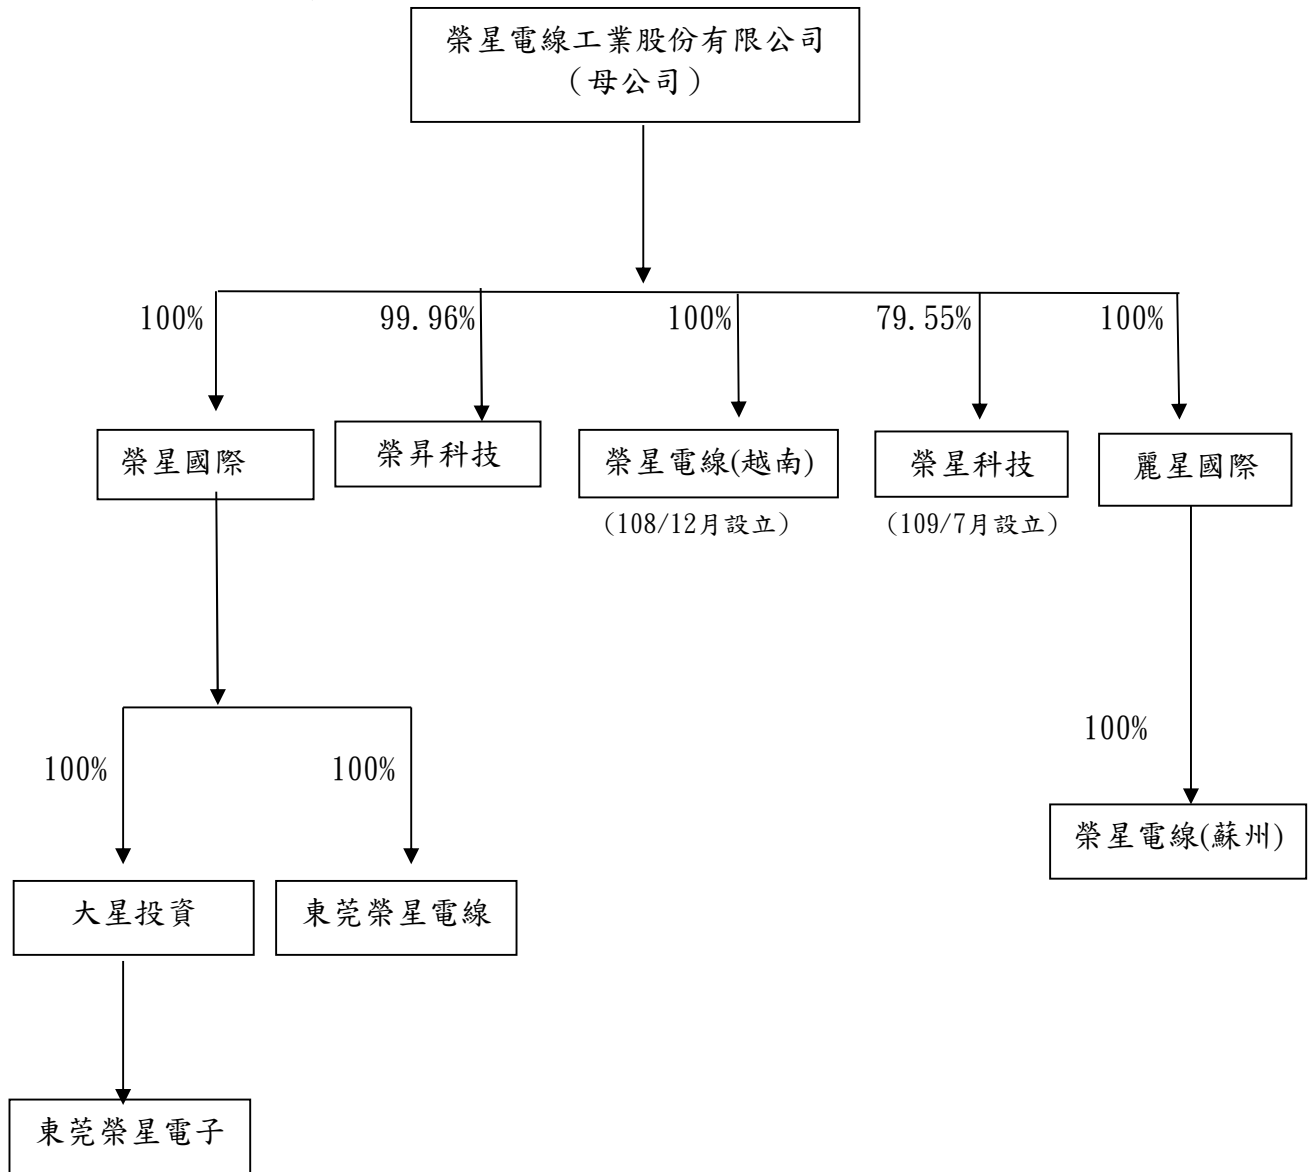 榮星電線工業股份有限公司
（母公司）
100%
99.96%
100%
79.55%
100%
榮星國際
榮昇科技
榮星電線(越南)
榮星科技
麗星國際
(108/12月設立)
(109/7月設立)
100%
100%
100%
榮星電線(蘇州)
大星投資
東莞榮星電線
東莞榮星電子